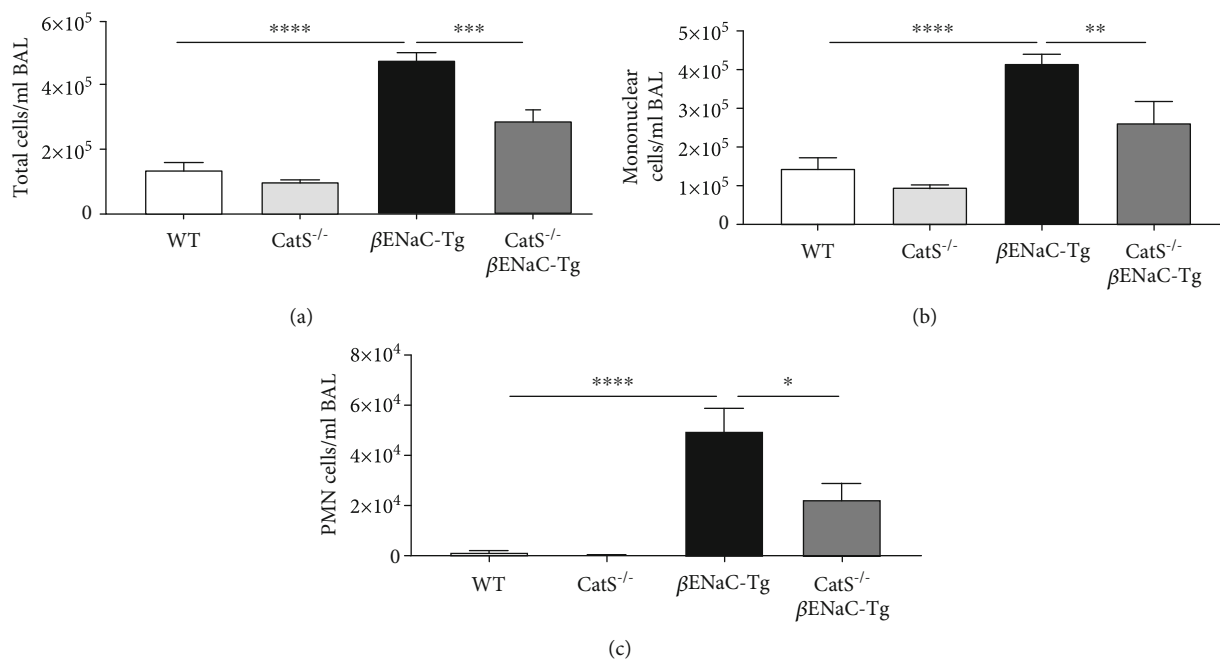 Total cells/ml BAL
6×10⁵
4×10⁵
2×10⁵
0
****
***
WT
CatS⁻/⁻
βENaC-Tg
CatS⁻/⁻
βENaC-Tg
(a)
Mononuclear
cells/ml BAL
5×10⁵
4×10⁵
3×10⁵
2×10⁵
1×10⁵
0
****
**
WT
CatS⁻/⁻
βENaC-Tg
CatS⁻/⁻
βENaC-Tg
(b)
PMN cells/ml BAL
8×10⁴
6×10⁴
4×10⁴
2×10⁴
0
****
*
WT
CatS⁻/⁻
βENaC-Tg
CatS⁻/⁻
βENaC-Tg
(c)